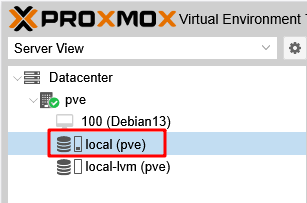 PROXMOX Virtual Environment
Server View
Datacenter
pve
100 (Debian13)
local (pve)
local-lvm (pve)